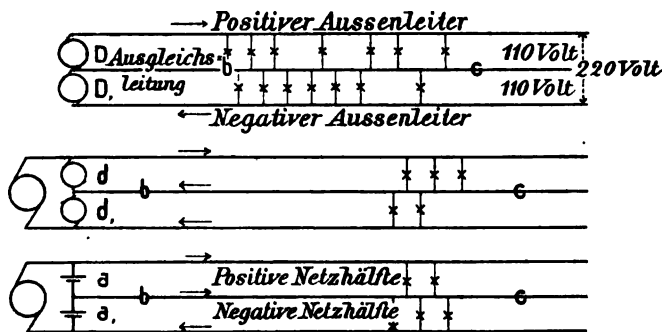 Positiver Aussenleiter
D Ausgleichs- b c 110 Volt
220 Volt
D, leitung 110 Volt
Negativer Aussenleiter
d
b c
d,
a Positive Netzhälfte
b c
a, Negative Netzhälfte